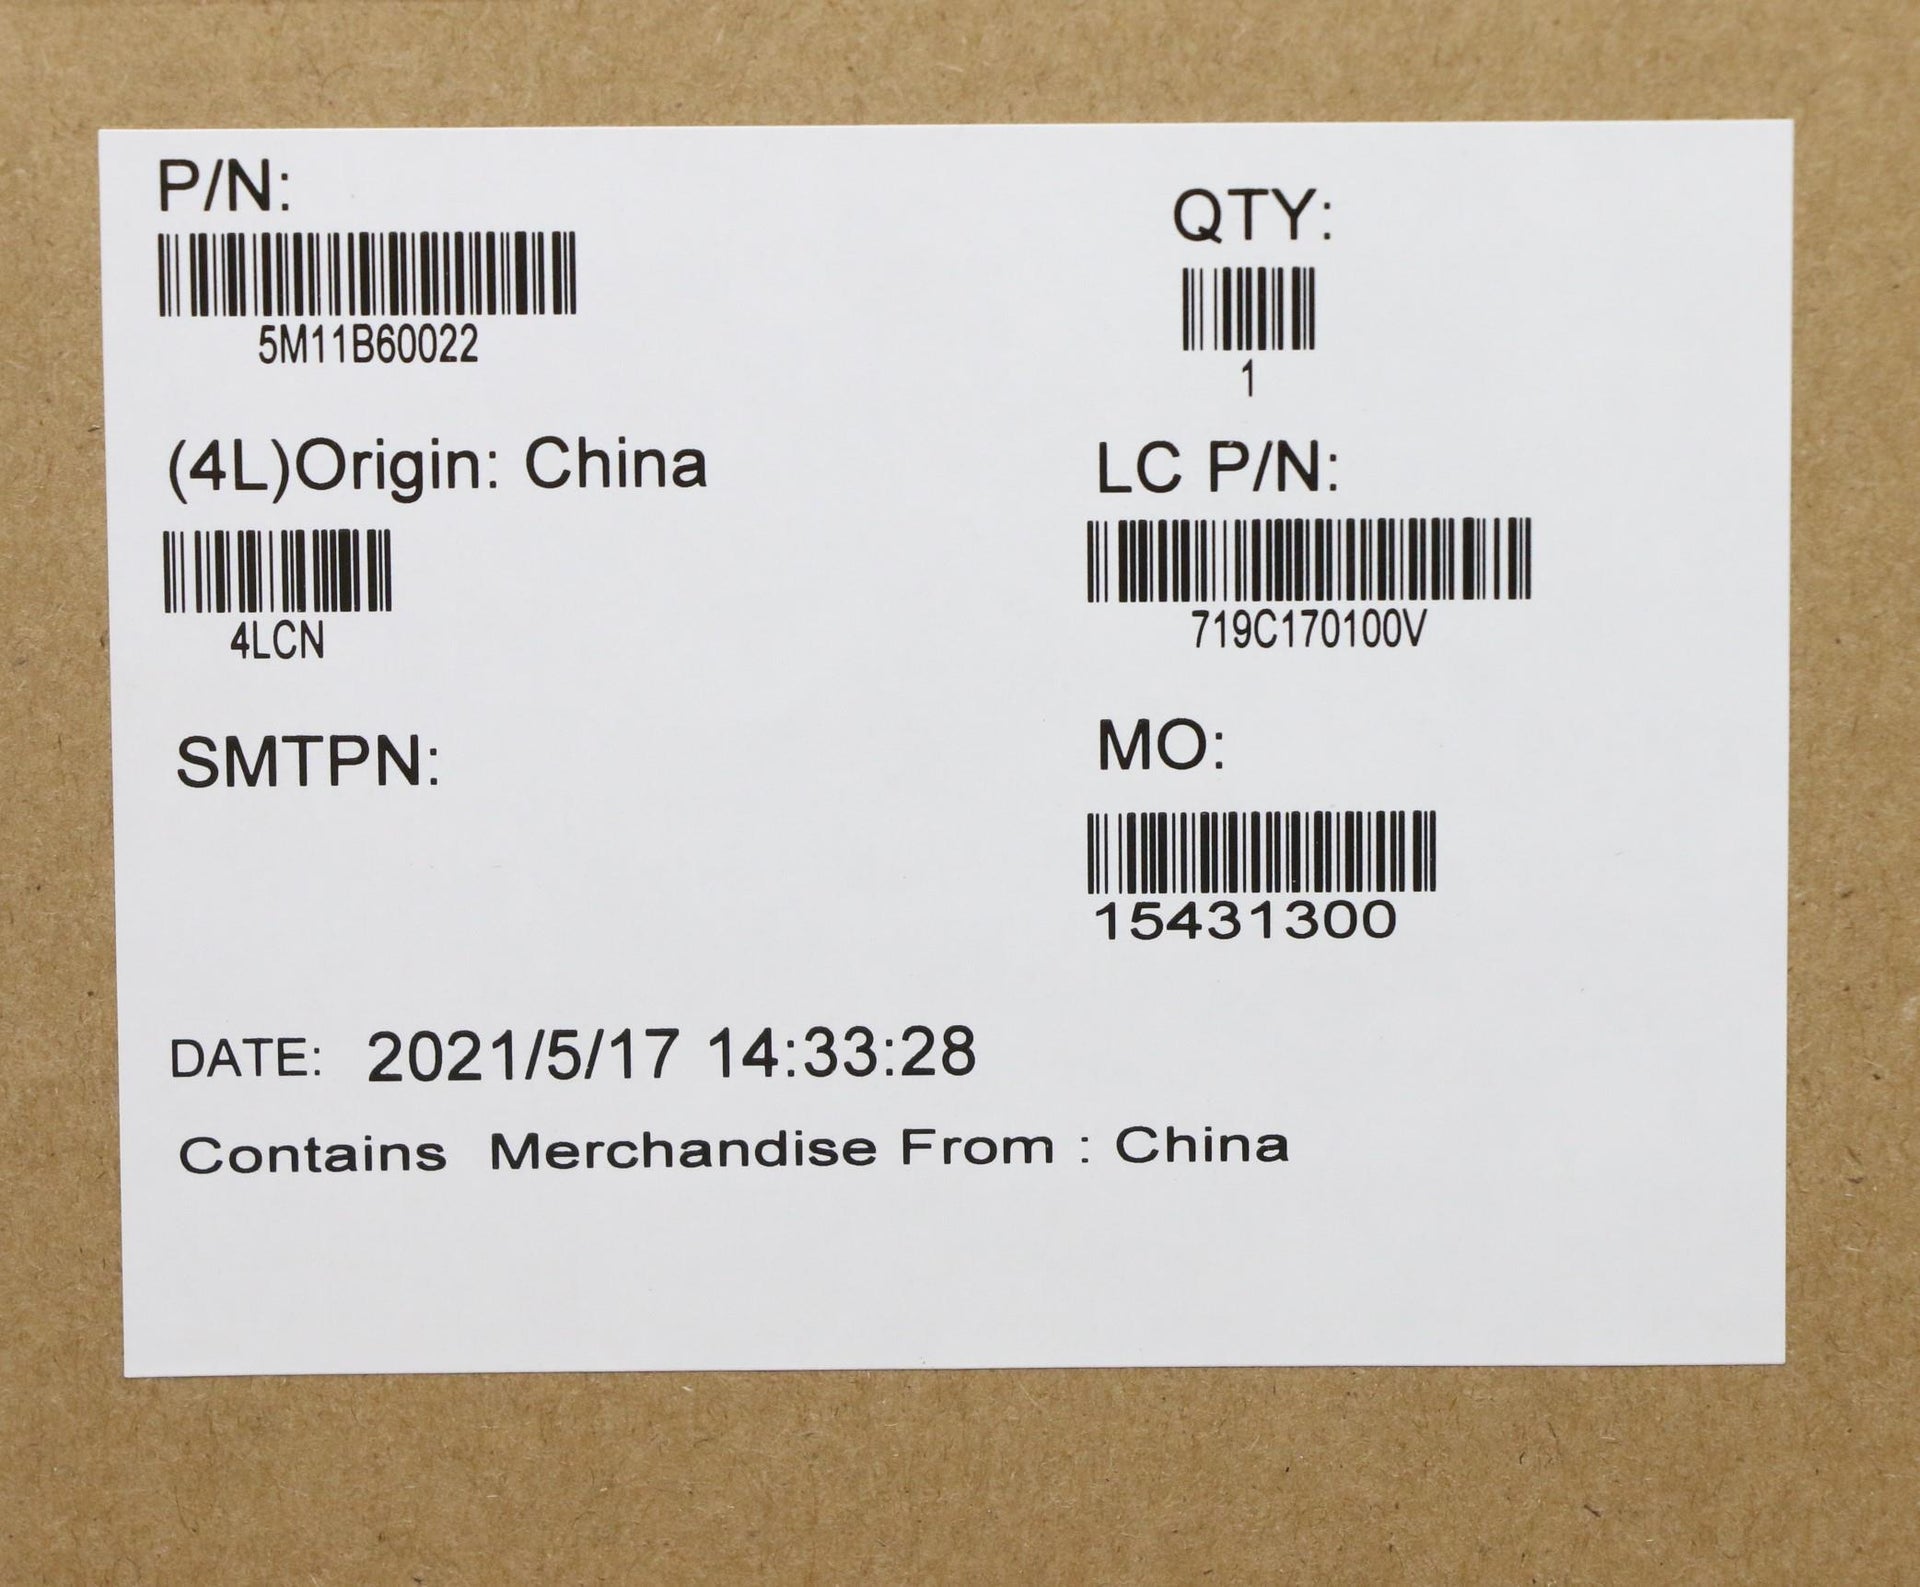 P/N:
5M11B60022
QTY:
1
(4L)Origin: China
4LCN
LC P/N:
719C170100V
SMTPN:
MO:
15431300
DATE: 2021/5/17 14:33:28
Contains Merchandise From : China